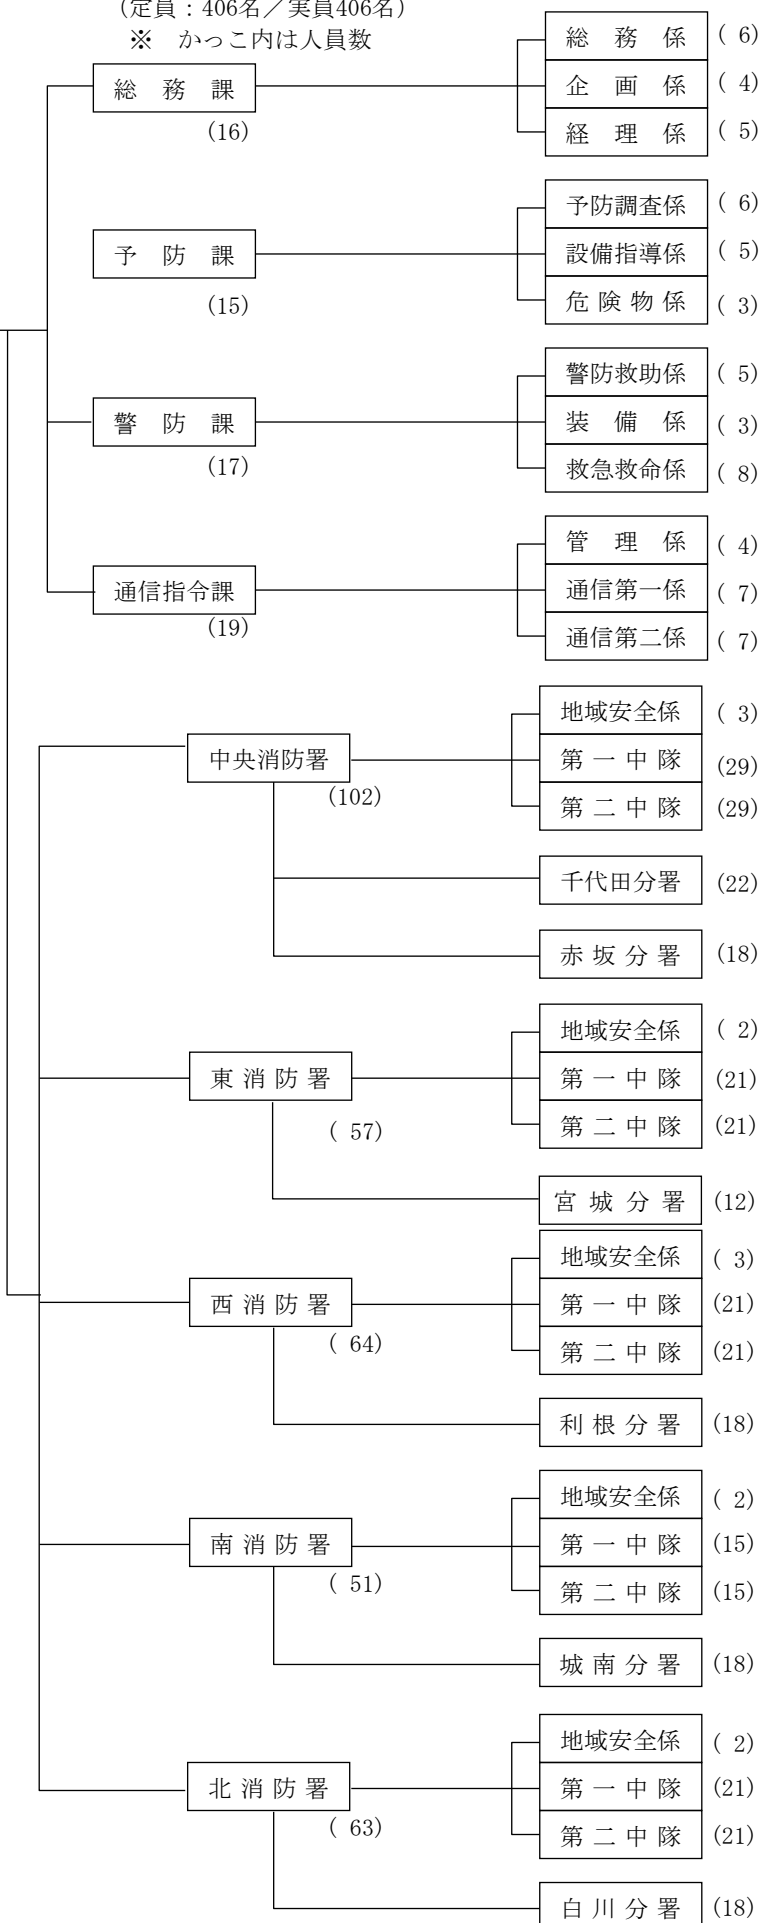 （定員：406名／実員406名）
※　かっこ内は人員数
総　務　課
(16)
総　務　係 ( 6)
企　画　係 ( 4)
経　理　係 ( 5)
予　防　課
(15)
予防調査係 ( 6)
設備指導係 ( 5)
危険物係 ( 3)
警　防　課
(17)
警防救助係 ( 5)
装　備　係 ( 3)
救急救命係 ( 8)
通信指令課
(19)
管　理　係 ( 4)
通信第一係 ( 7)
通信第二係 ( 7)
中央消防署
(102)
地域安全係 ( 3)
第一中隊 (29)
第二中隊 (29)
千代田分署 (22)
赤坂分署 (18)
東消防署
( 57)
地域安全係 ( 2)
第一中隊 (21)
第二中隊 (21)
宮城分署 (12)
西消防署
( 64)
地域安全係 ( 3)
第一中隊 (21)
第二中隊 (21)
利根分署 (18)
南消防署
( 51)
地域安全係 ( 2)
第一中隊 (15)
第二中隊 (15)
城南分署 (18)
北消防署
( 63)
地域安全係 ( 2)
第一中隊 (21)
第二中隊 (21)
白川分署 (18)